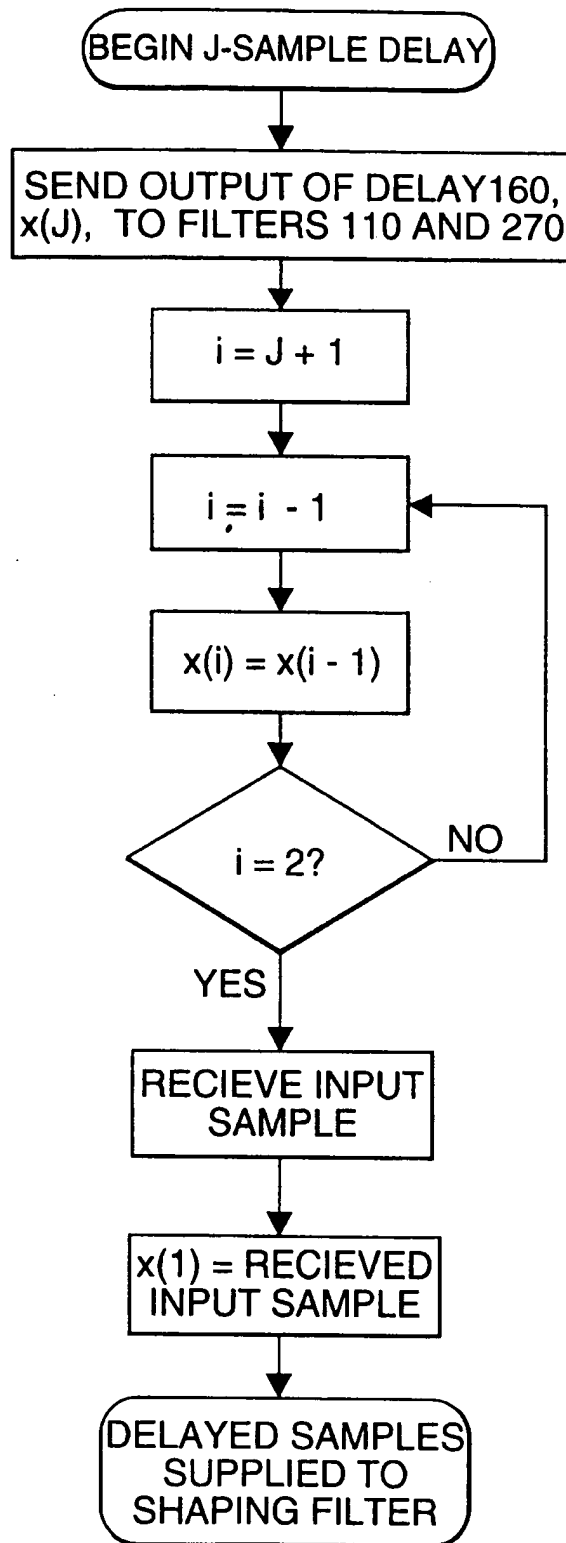 BEGIN J-SAMPLE DELAY
SEND OUTPUT OF DELAY160,
x(J), TO FILTERS 110 AND 270
i = J + 1
i = i - 1
x(i) = x(i - 1)
i = 2?
NO
YES
RECIEVE INPUT
SAMPLE
x(1) = RECIEVED
INPUT SAMPLE
DELAYED SAMPLES
SUPPLIED TO
SHAPING FILTER